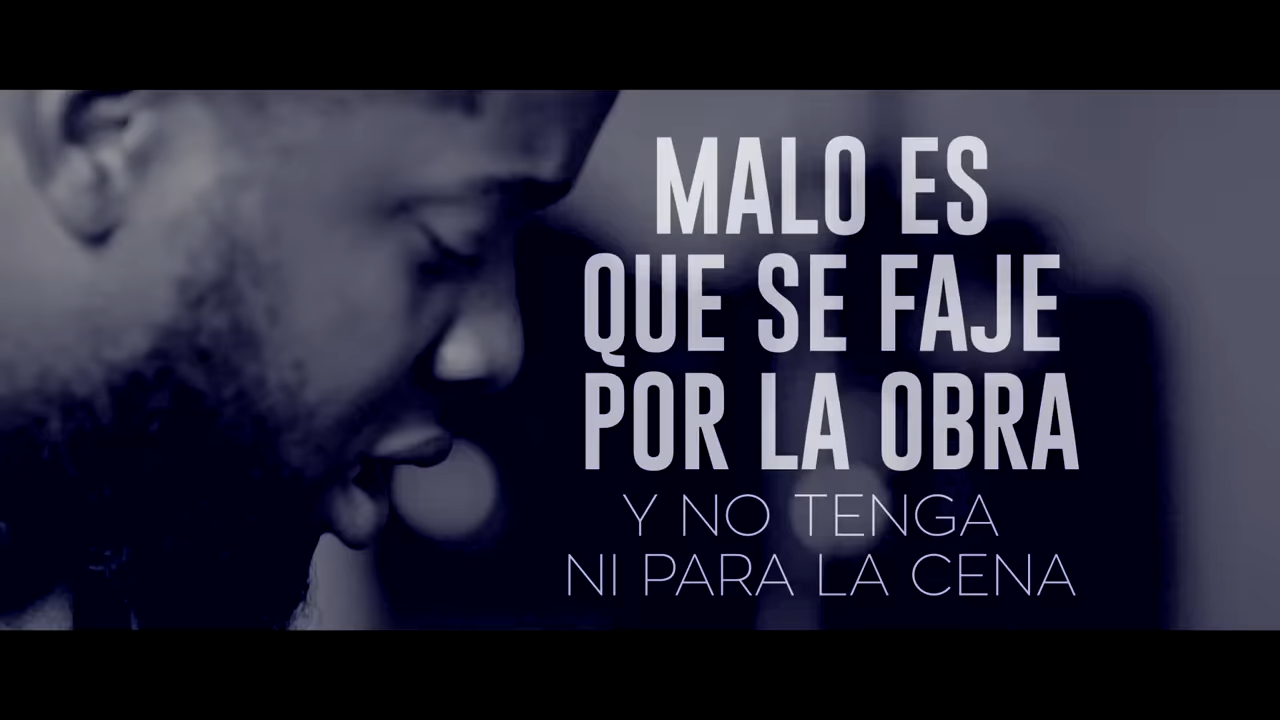 MALO ES
QUE SE FAJE
POR LA OBRA
Y NO TENGA
NI PARA LA CENA